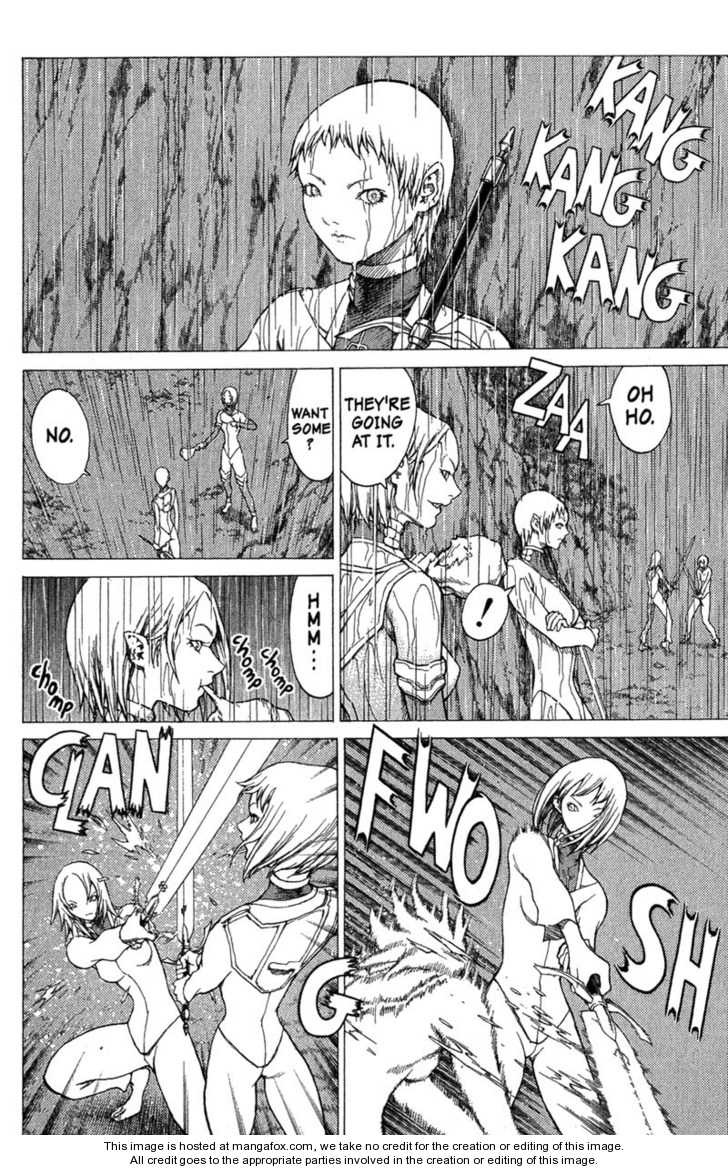 KANG
KANG
KANG
OH
HO.
ZAA
THEY'RE
GOING
AT IT.
!
WANT
SOME
?
NO.
HMM...
CHOMP
CHOMP
CHOMP
FWO
SH
CLAN
G
This image is hosted at mangafox.com, we take no credit for the creation or editing of this image.
All credit goes to the appropriate parties involved in the creation or editing of this image.